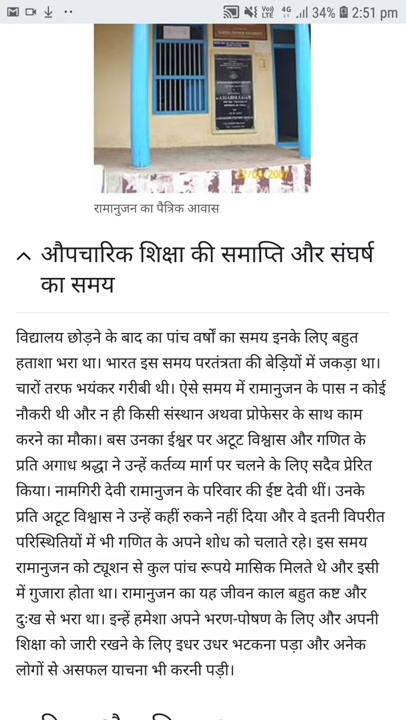 4G
34%
2:51 pm
रामानुजन का पैत्रिक आवास
औपचारिक शिक्षा की समाप्ति और संघर्ष
का समय
विद्यालय छोड़ने के बाद का पांच वर्षों का समय इनके लिए बहुत
हताशा भरा था। भारत इस समय परतंत्रता की बेड़ियों में जकड़ा था।
चारों तरफ भयंकर गरीबी थी। ऐसे समय में रामानुजन के पास न कोई
नौकरी थी और न ही किसी संस्थान अथवा प्रोफेसर के साथ काम
करने का मौका। बस उनका ईश्वर पर अटूट विश्वास और गणित के
प्रति अगाध श्रद्धा ने उन्हें कर्तव्य मार्ग पर चलने के लिए सदैव प्रेरित
किया। नामगिरी देवी रामानुजन के परिवार की ईष्ट देवी थीं। उनके
प्रति अटूट विश्वास ने उन्हें कहीं रुकने नहीं दिया और वे इतनी विपरीत
परिस्थितियों में भी गणित के अपने शोध को चलाते रहे। इस समय
रामानुजन को ट्यूशन से कुल पांच रूपये मासिक मिलते थे और इसी
में गुजारा होता था। रामानुजन का यह जीवन काल बहुत कष्ट और
दुःख से भरा था। इन्हें हमेशा अपने भरण-पोषण के लिए और अपनी
शिक्षा को जारी रखने के लिए इधर उधर भटकना पड़ा और अनेक
लोगों से असफल याचना भी करनी पड़ी।